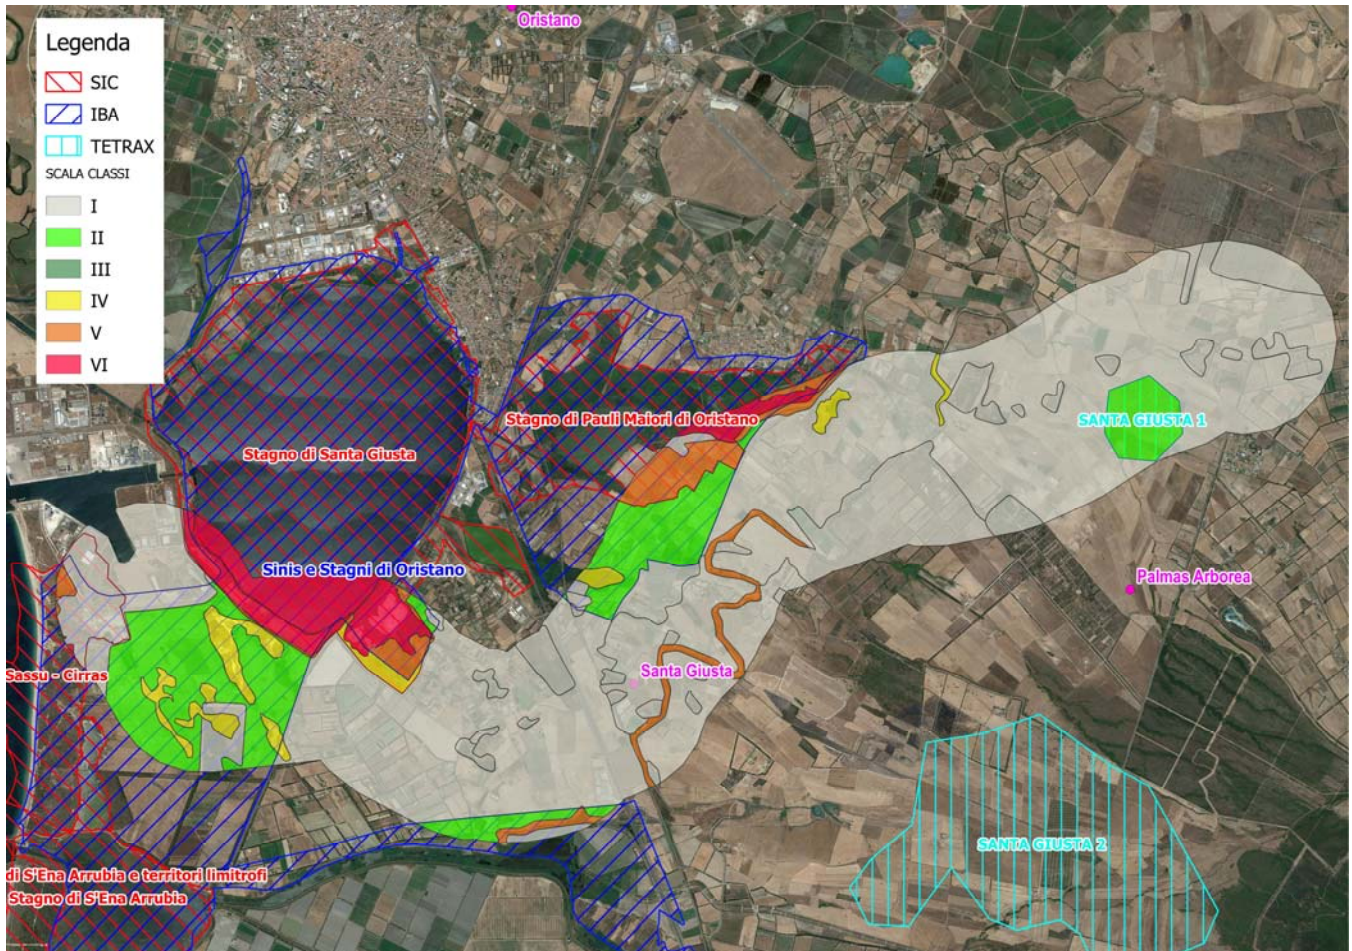 Oristano
Legenda
SIC
IBA
TETRAX
SCALA CLASSI
I
II
III
IV
V
VI
Stagno di Pauli Maiori di Oristano
SANTA GIUSTA 1
Stagno di Santa Giusta
Sinis e Stagni di Oristano
Palmas Arborea
Sassu - Cirras
Santa Giusta
SANTA GIUSTA 2
di S'Ena Arrubia e territori limitrofi
Stagno di S'Ena Arrubia